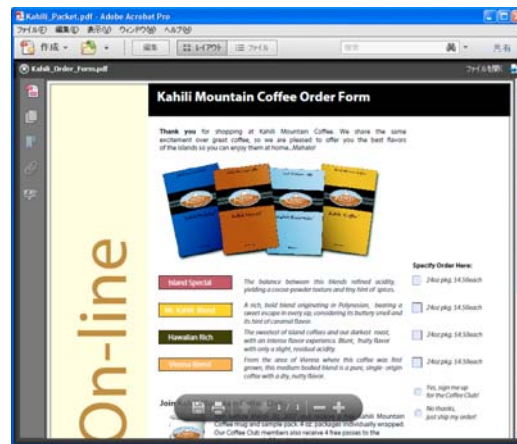 Kahili_Packet.pdf - Adobe Acrobat Pro
ファイル(F) 編集(E) 表示(V) ウィンドウ(W) ヘルプ(H)
作成 編集 レイアウト ファイル 検索 共有
Kahili_Order_Form.pdf ファイルを開く
Kahili Mountain Coffee Order Form
Thank you for shopping at Kahili Mountain Coffee. We share the same
excitement over great coffee, so we are pleased to offer you the best flavors
of the islands so you can enjoy them at home...Mahalo!
On-line
Specify Order Here:
Island Special
The balance between this blends refined acidity,
yielding a cocoa-powder texture and tiny hint of spices.
24oz pkg. 14.50each
Mt. Kahili Blend
A rich, bold blend originating in Polynesian, bearing a
sweet escape in every sip, considering its buttery smell and
its hint of caramel flavor.
24oz pkg. 14.50each
Hawaiian Rich
The sweetest of island coffees and our darkest roast,
with an intense flavor experience. Blunt, fruity flavor
with only a slight, residual acidity.
24oz pkg. 14.50each
Vienna Blend
From the area of Vienna where this coffee was first
grown, this medium bodied blend is a pure, single origin
coffee with a dry, nutty flavor.
24oz pkg. 14.50each
Yes, sign me up
for the Coffee Club!
No thanks,
just ship my order!
Join
1 / 1
Coffee mug and sample pack. 4 oz. packages individually wrapped.
Our Coffee Club members also receive 4 free passes to the